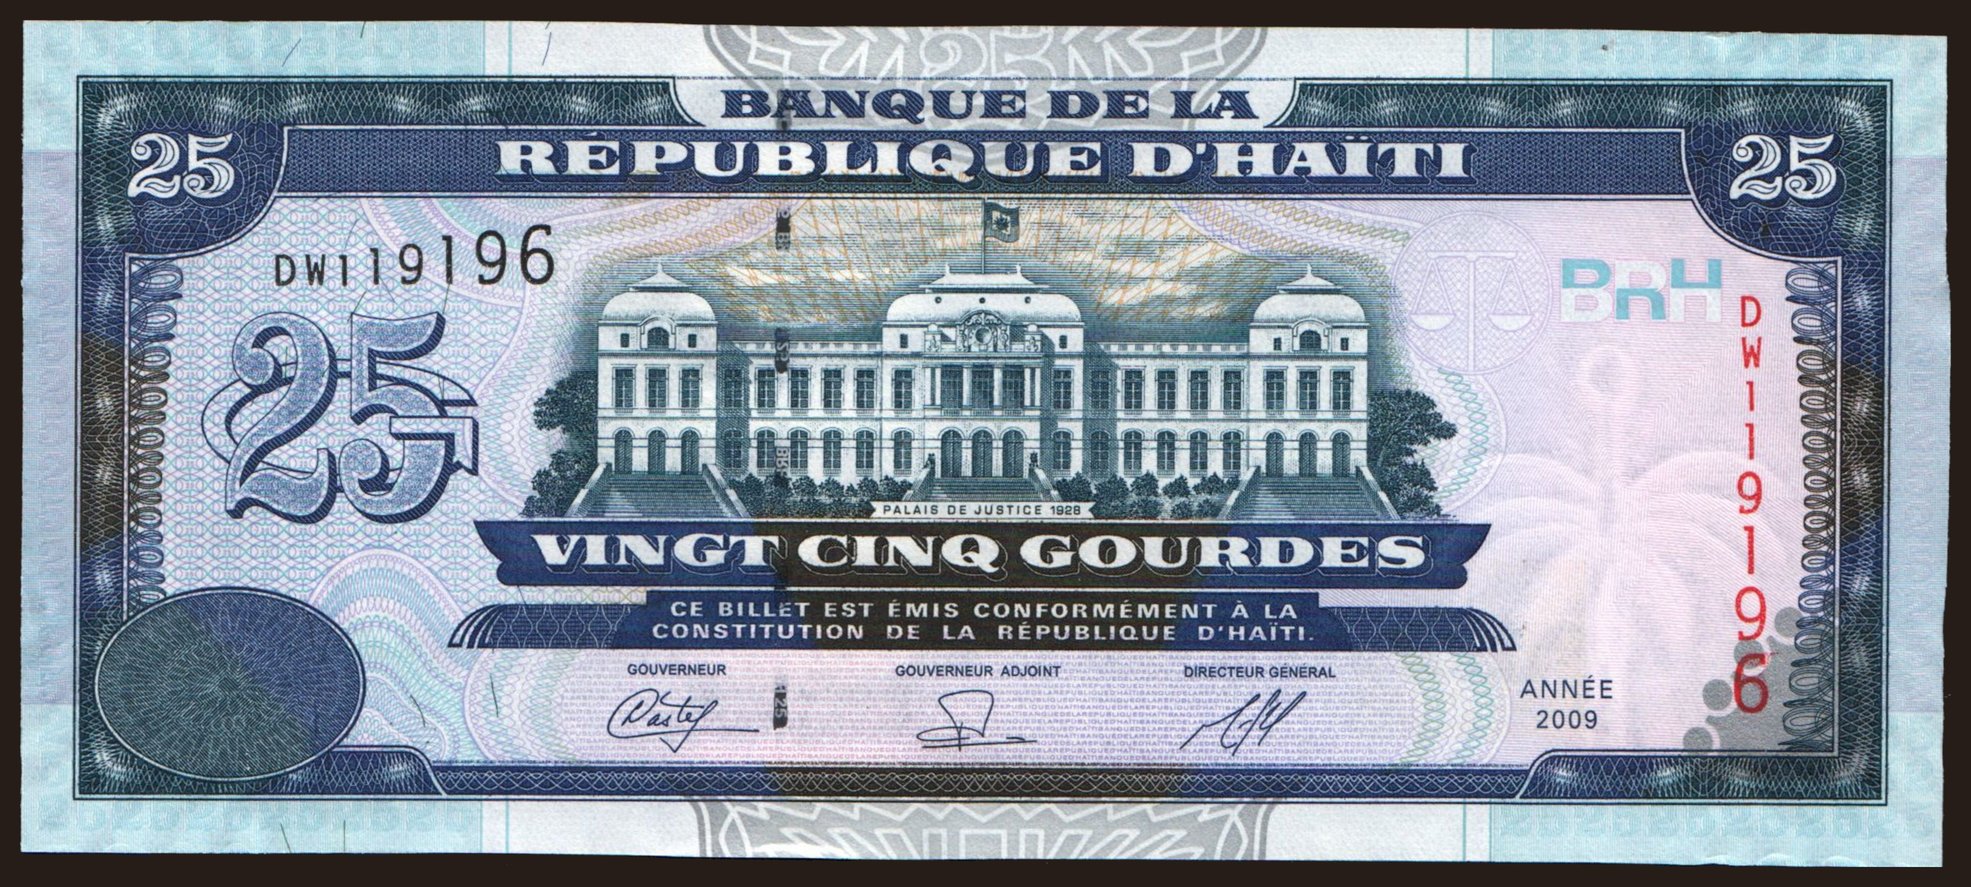 BANQUE DE LA
25 RÉPUBLIQUE D'HAÏTI 25
DW119196
BRH
DW119196
25
PALAIS DE JUSTICE 1928
VINGT CINQ GOURDES
CE BILLET EST ÉMIS CONFORMÉMENT À LA
CONSTITUTION DE LA RÉPUBLIQUE D'HAÏTI.
GOUVERNEUR GOUVERNEUR ADJOINT DIRECTEUR GÉNÉRAL
ANNÉE
2009